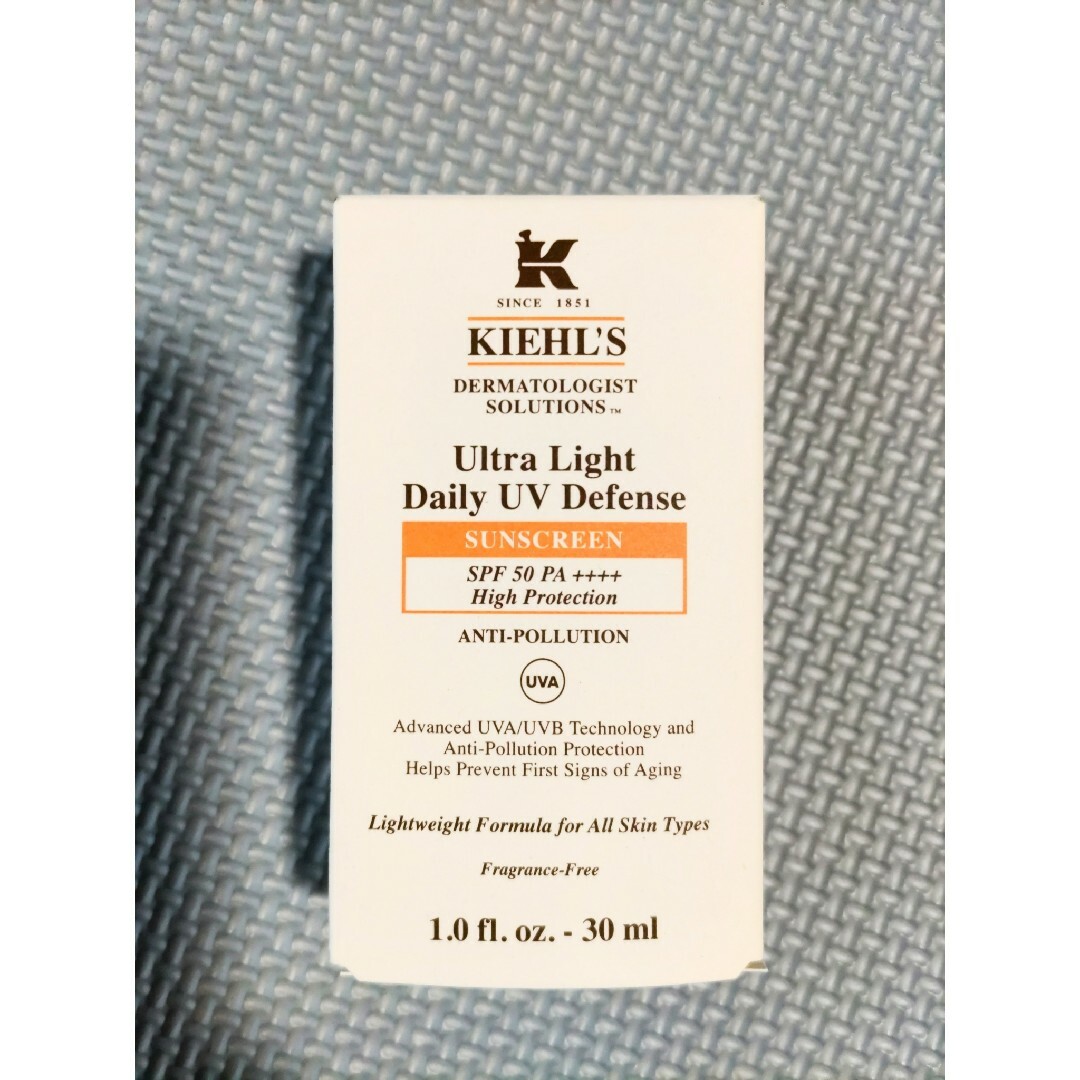 K
SINCE 1851
KIEHL'S
DERMATOLOGIST
SOLUTIONS™
Ultra Light
Daily UV Defense
SUNSCREEN
SPF 50 PA ++++
High Protection
ANTI-POLLUTION
UVA
Advanced UVA/UVB Technology and
Anti-Pollution Protection
Helps Prevent First Signs of Aging
Lightweight Formula for All Skin Types
Fragrance-Free
1.0 fl. oz. - 30 ml